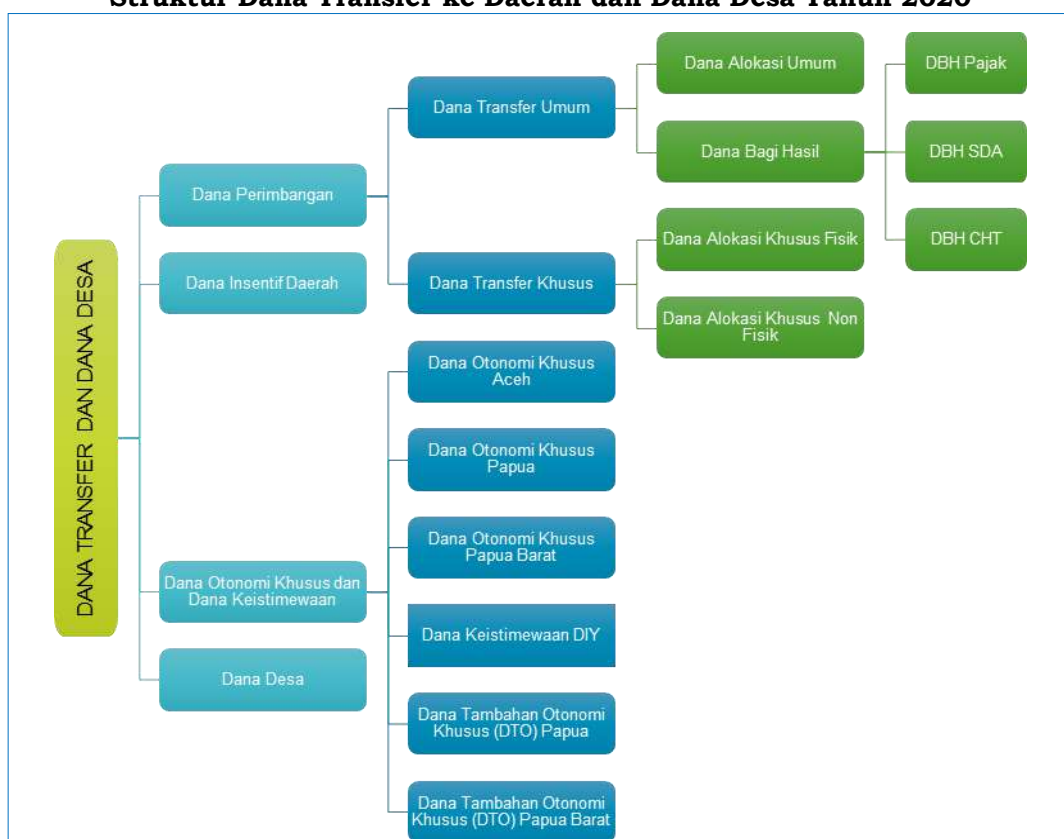 Struktur Dana Transfer ke Daerah dan Dana Desa Tahun 2020
DANA TRANSFER DAN DANA DESA
Dana Perimbangan
Dana Insentif Daerah
Dana Otonomi Khusus dan
Dana Keistimewaan
Dana Desa
Dana Transfer Umum
Dana Transfer Khusus
Dana Otonomi Khusus
Aceh
Dana Otonomi Khusus
Papua
Dana Otonomi Khusus
Papua Barat
Dana Keistimewaan DIY
Dana Tambahan Otonomi
Khusus (DTO) Papua
Dana Tambahan Otonomi
Khusus (DTO) Papua Barat
Dana Alokasi Umum
Dana Bagi Hasil
Dana Alokasi Khusus Fisik
Dana Alokasi Khusus Non
Fisik
DBH Pajak
DBH SDA
DBH CHT